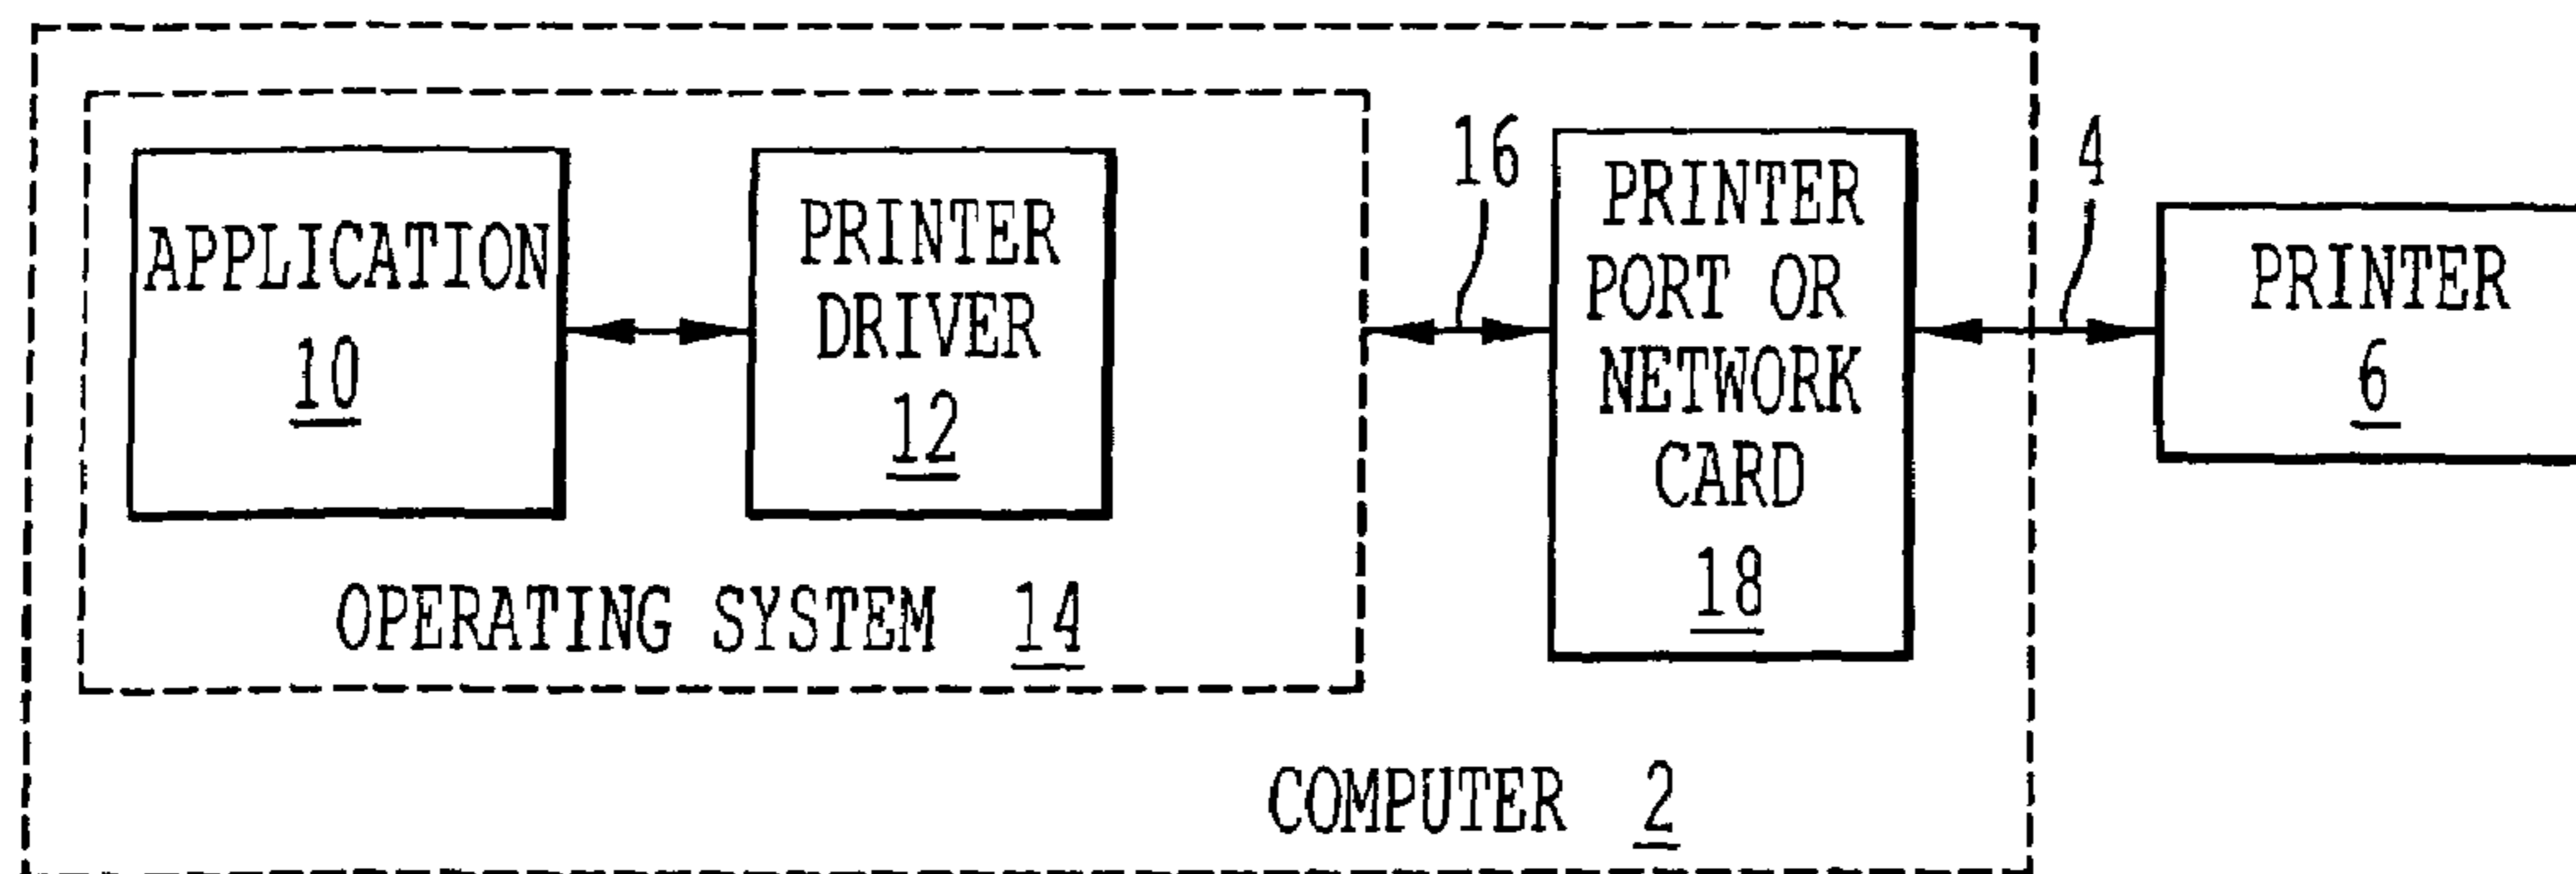 APPLICATION
10
PRINTER
DRIVER
12
OPERATING SYSTEM 14
16
PRINTER
PORT OR
NETWORK
CARD
18
4
PRINTER
6
COMPUTER 2